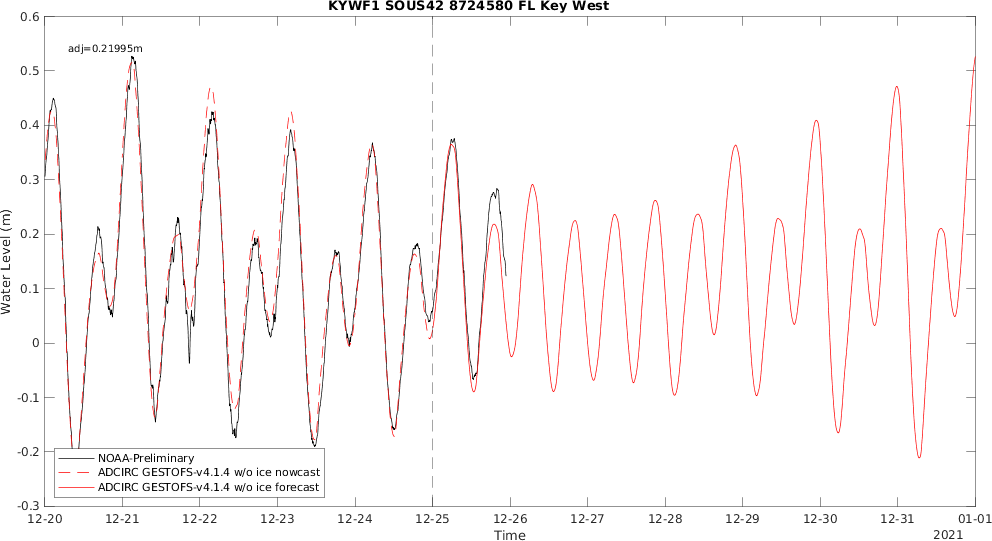 KYWF1 SOUS42 8724580 FL Key West
adj=0.21995m
Water Level (m)
0.6
0.5
0.4
0.3
0.2
0.1
0
-0.1
-0.2
-0.3
NOAA-Preliminary
ADCIRC GESTOFS-v4.1.4 w/o ice nowcast
ADCIRC GESTOFS-v4.1.4 w/o ice forecast
12-20 12-21 12-22 12-23 12-24 12-25 12-26 12-27 12-28 12-29 12-30 12-31 01-01
Time
2021